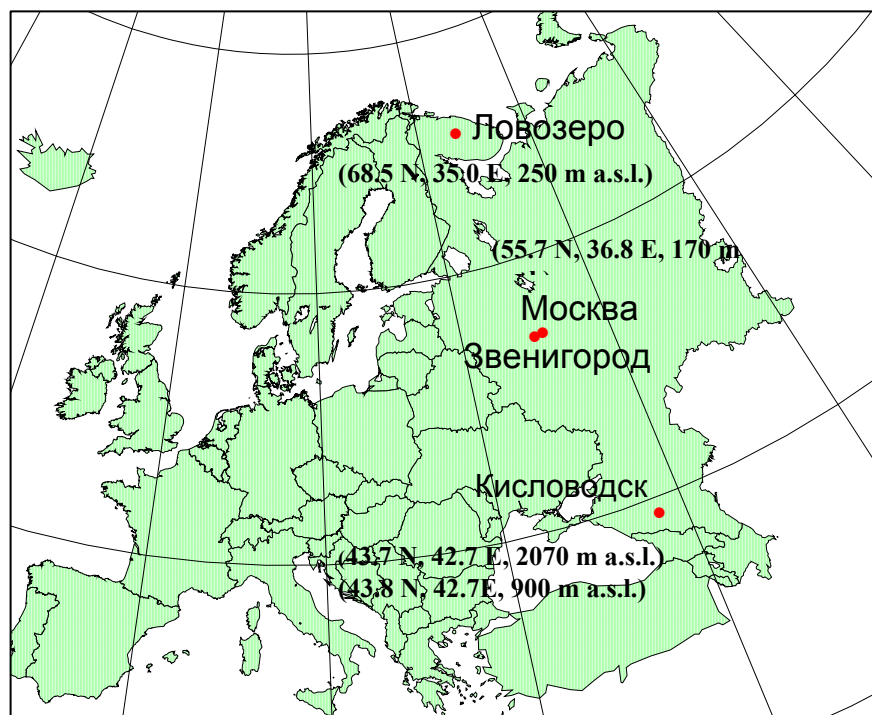 Ловозеро
(68.5 N, 35.0 E, 250 m a.s.l.)
(55.7 N, 36.8 E, 170 m
Москва
Звенигород
Кисловодск
(43.7 N, 42.7 E, 2070 m a.s.l.)
(43.8 N, 42.7E, 900 m a.s.l.)